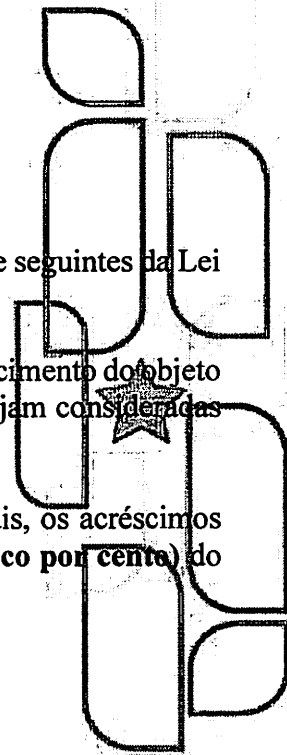 e seguintes da Lei
cimento do objeto
jam consideradas
is, os acréscimos
co por cento) do